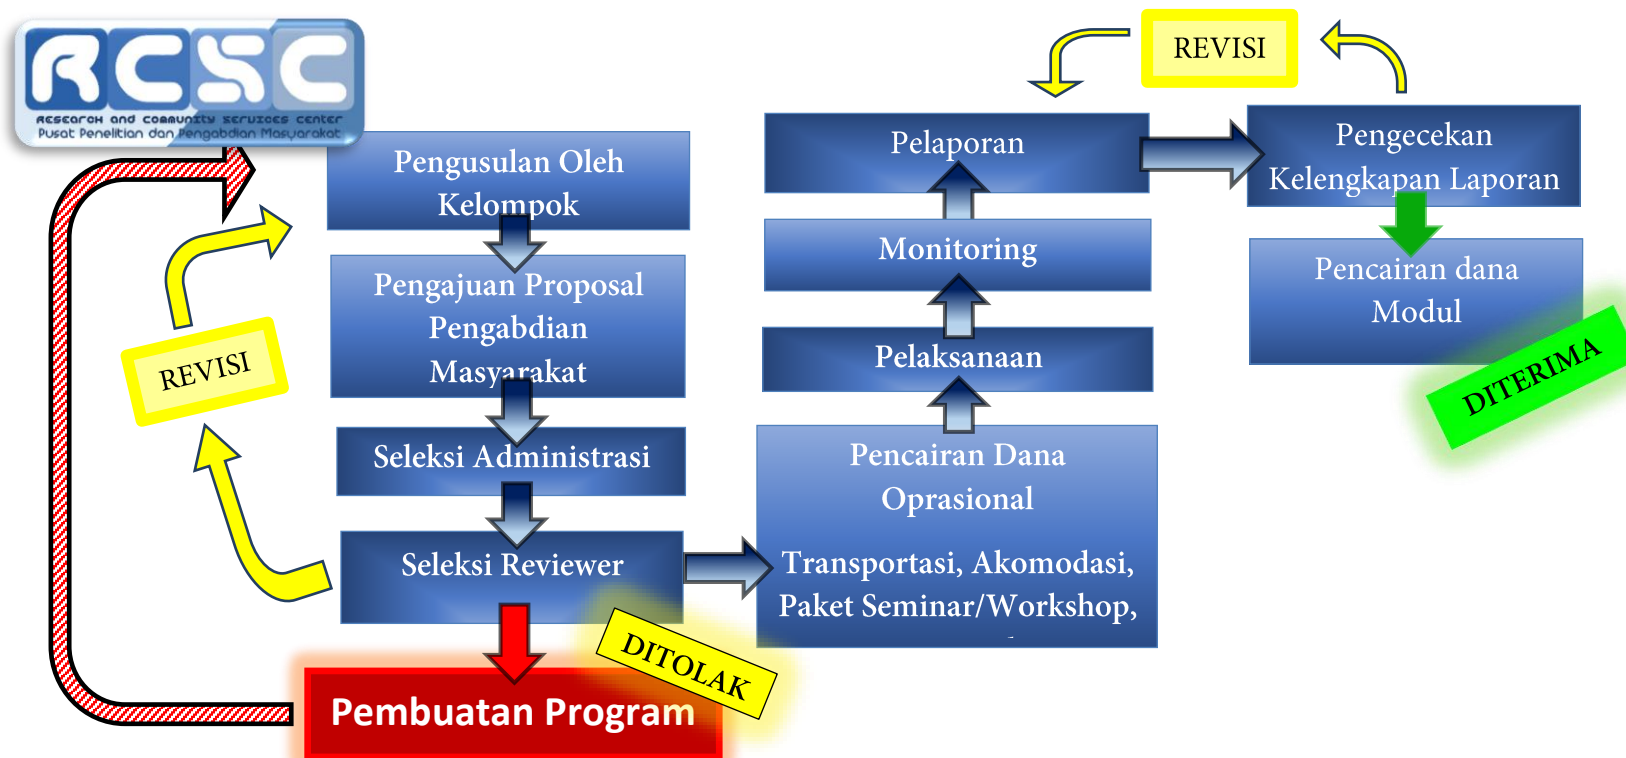 RCSC
RESEARCH AND COMMUNITY SERVICES CENTER
Pusat Penelitian dan Pengabdian Masyarakat
Pengusulan Oleh
Kelompok
Pengajuan Proposal
Pengabdian
Masyarakat
Seleksi Administrasi
Seleksi Reviewer
REVISI
DITOLAK
Pembuatan Program
Pencairan Dana
Oprasional
Transportasi, Akomodasi,
Paket Seminar/Workshop,
Pelaksanaan
Monitoring
Pelaporan
REVISI
Pengecekan
Kelengkapan Laporan
Pencairan dana
Modul
DITERIMA